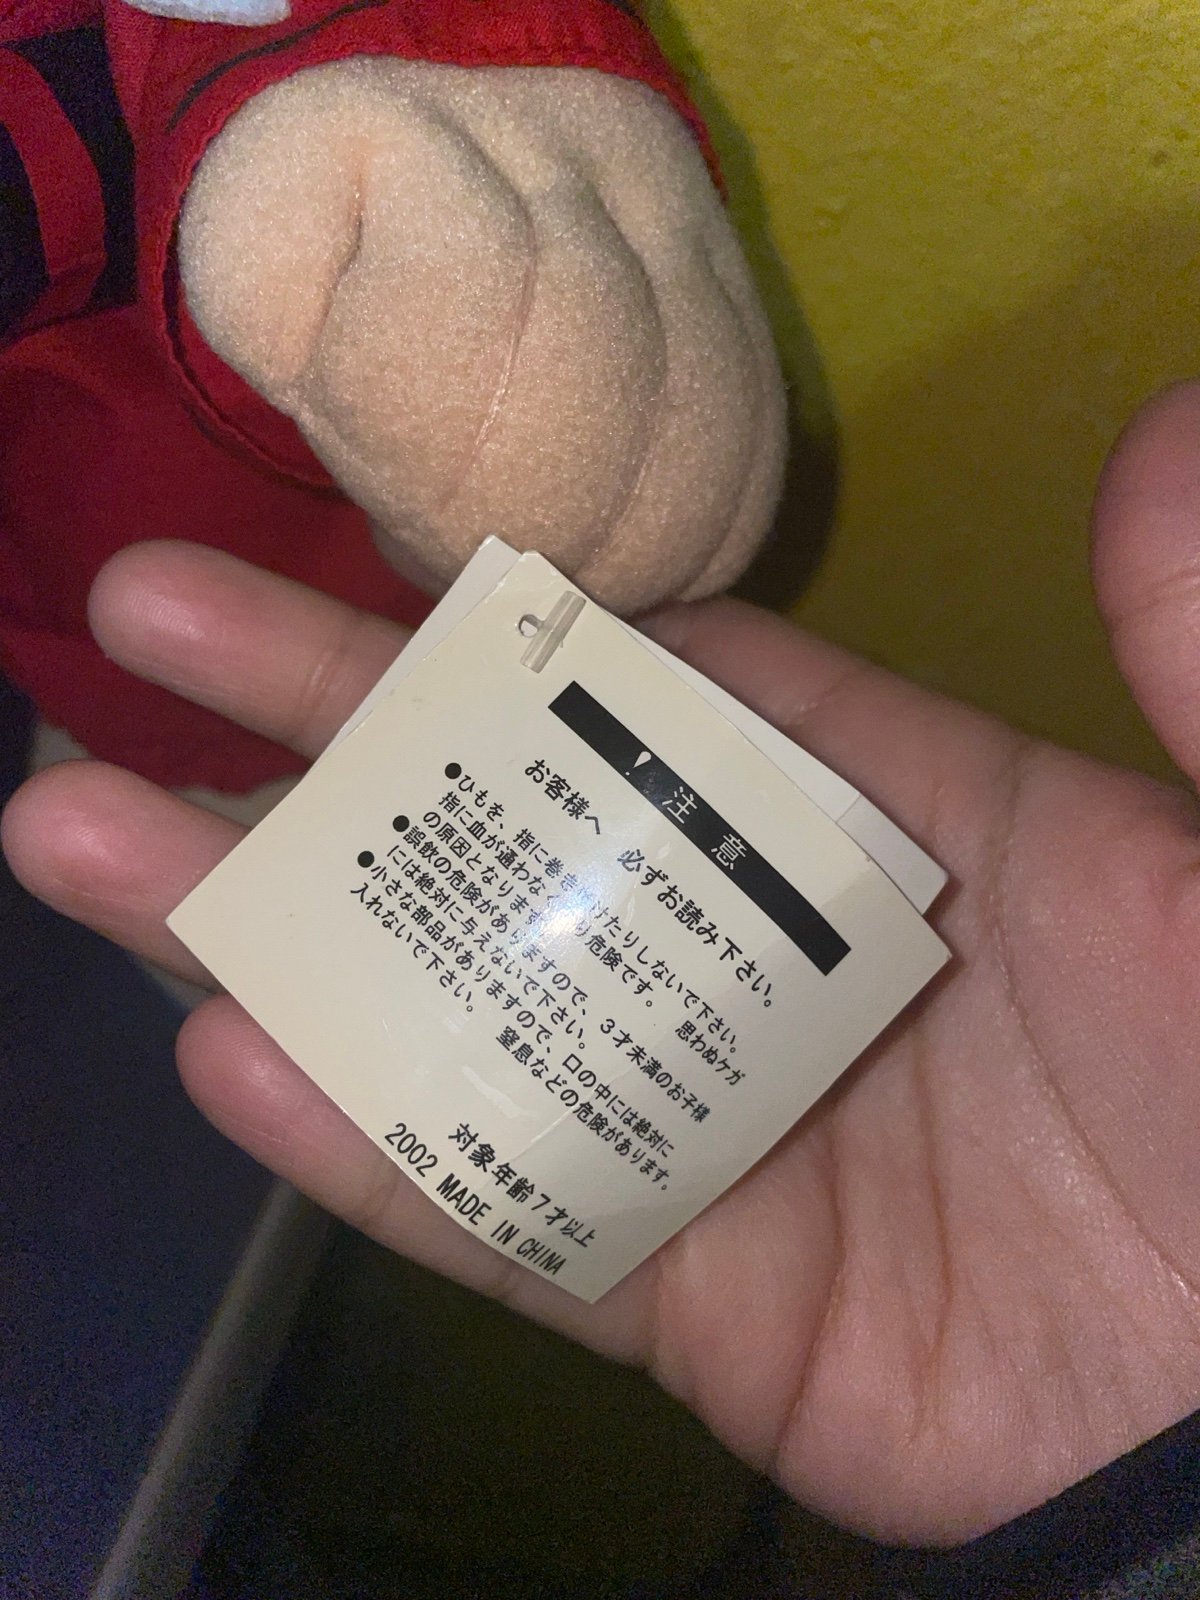 ! 注意
お客様へ 必ずお読み下さい。
●ひもを、指に巻き付けたりしないで下さい。
指に血が通わなくなり危険です。 思わぬケガ
の原因となります。
●誤飲の危険がありますので、3才未満のお子様
には絶対に与えないで下さい。
●小さな部品がありますので、口の中には絶対に
入れないで下さい。 窒息などの危険があります。
対象年齢7才以上
2002 MADE IN CHINA